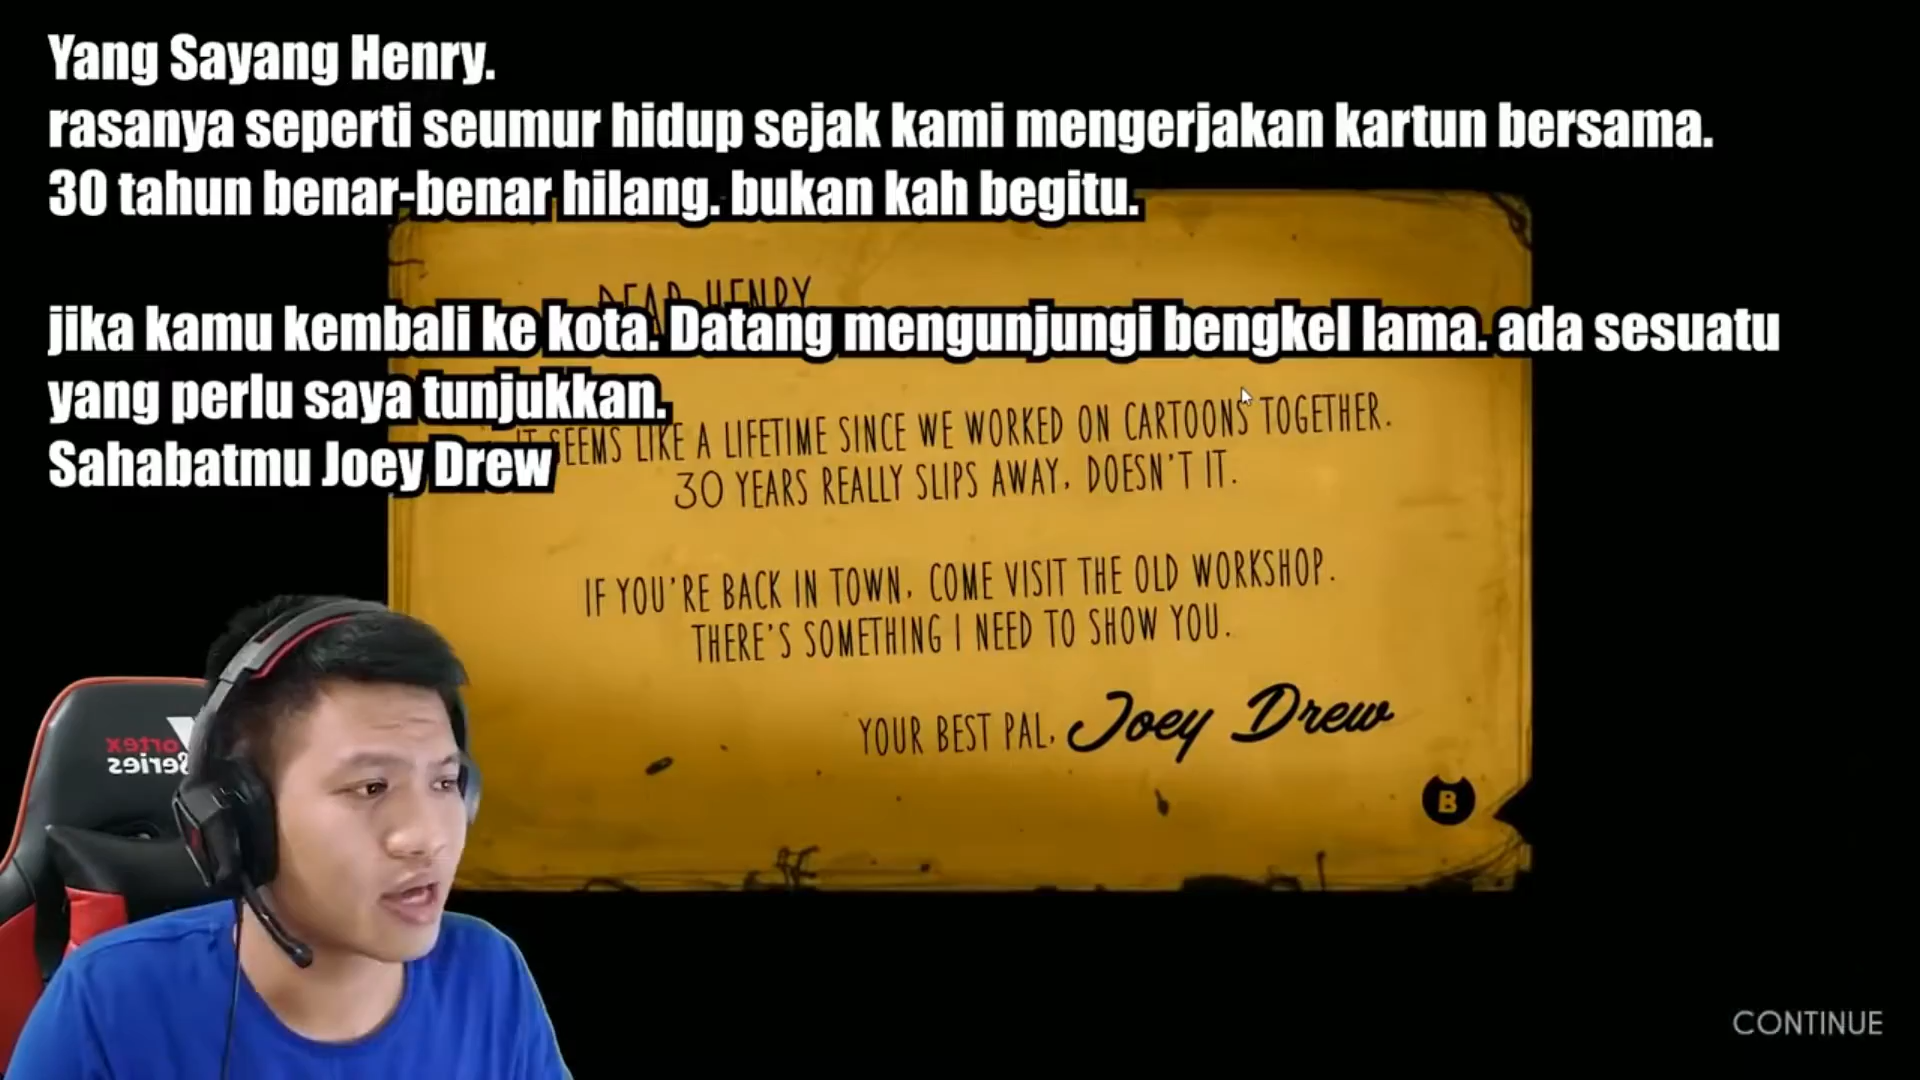 Yang Sayang Henry.
rasanya seperti seumur hidup sejak kami mengerjakan kartun bersama.
30 tahun benar-benar hilang. bukan kah begitu.
jika kamu kembali ke kota. Datang mengunjungi bengkel lama. ada sesuatu
yang perlu saya tunjukkan.
Sahabatmu Joey Drew
DEAR HENRY
IT SEEMS LIKE A LIFETIME SINCE WE WORKED ON CARTOONS TOGETHER.
30 YEARS REALLY SLIPS AWAY, DOESN'T IT.
IF YOU'RE BACK IN TOWN, COME VISIT THE OLD WORKSHOP.
THERE'S SOMETHING I NEED TO SHOW YOU.
YOUR BEST PAL, Joey Drew
B
Vortex
Series
CONTINUE